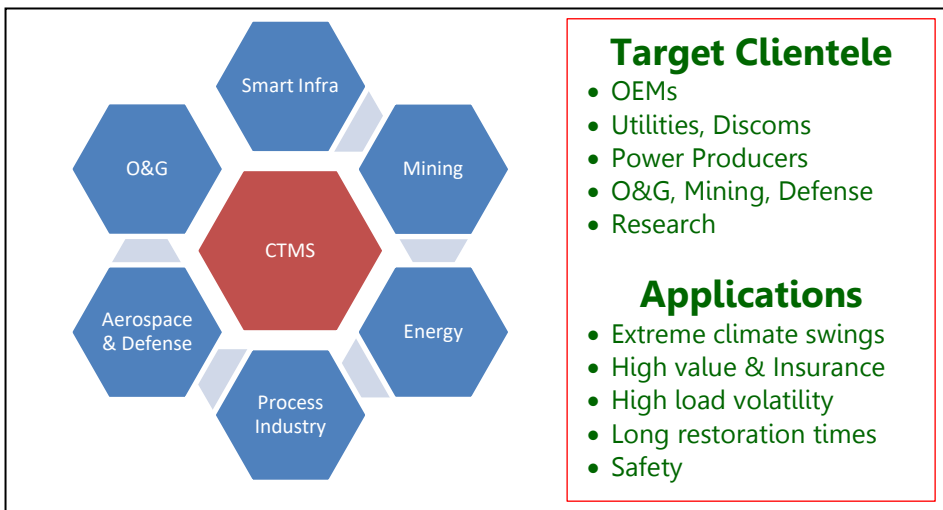 Smart Infra
Mining
O&G
CTMS
Energy
Aerospace
& Defense
Process
Industry
Target Clientele
• OEMs
• Utilities, Discoms
• Power Producers
• O&G, Mining, Defense
• Research
Applications
• Extreme climate swings
• High value & Insurance
• High load volatility
• Long restoration times
• Safety